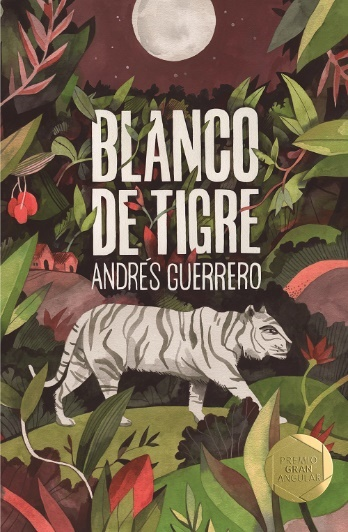 BLANCO
DE TIGRE
ANDRÉS GUERRERO
PREMIO
GRAN
ANGULAR